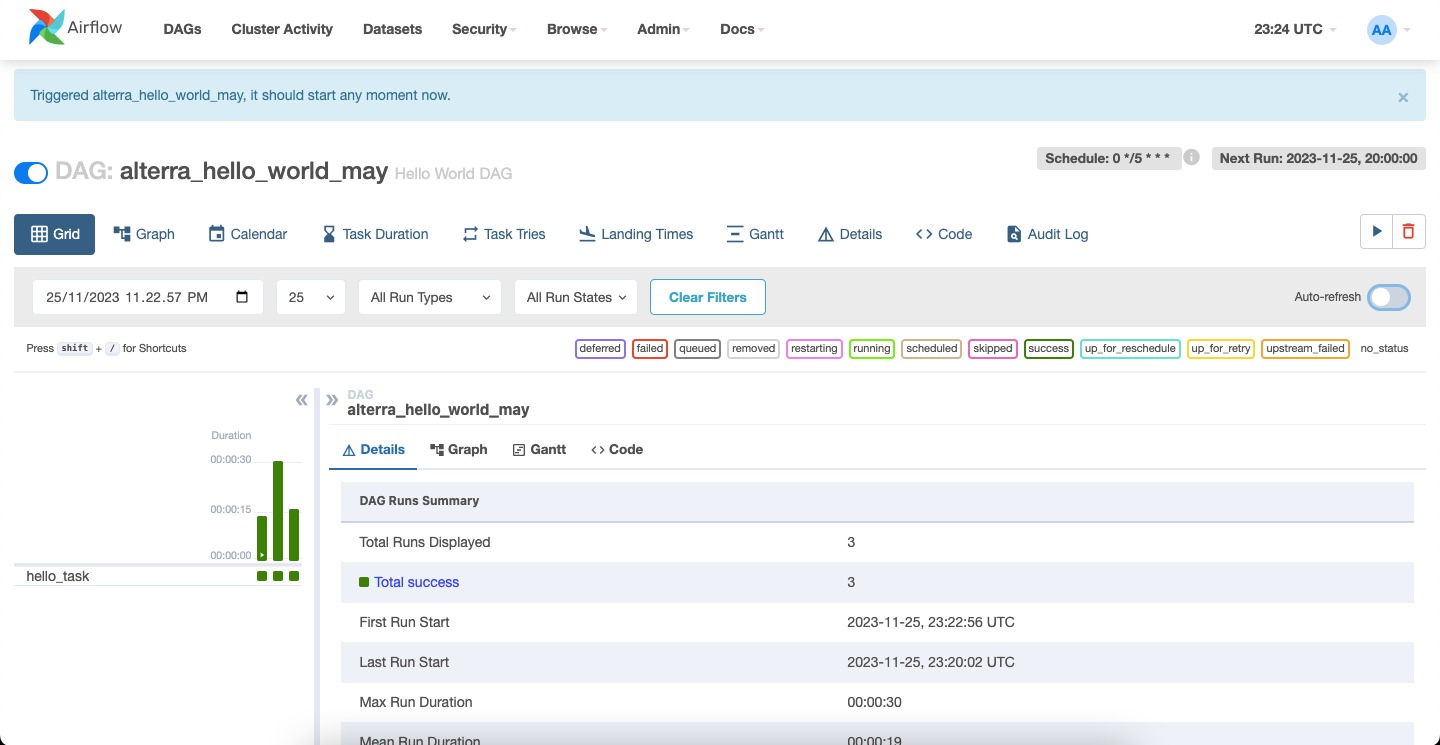 Airflow DAGs Cluster Activity Datasets Security Browse Admin Docs 23:24 UTC AA
Triggered alterra_hello_world_may, it should start any moment now. ×
DAG: alterra_hello_world_may Hello World DAG Schedule: 0 */5 * * * i Next Run: 2023-11-25, 20:00:00
Grid Graph Calendar Task Duration Task Tries Landing Times Gantt Details Code Audit Log
25/11/2023 11.22.57 PM 25 All Run Types All Run States Clear Filters Auto-refresh
Press shift + / for Shortcuts deferred failed queued removed restarting running scheduled skipped success up_for_reschedule up_for_retry upstream_failed no_status
« » DAG
alterra_hello_world_may
Duration
Details Graph Gantt Code
00:00:30
00:00:15
00:00:00
hello_task
DAG Runs Summary
Total Runs Displayed 3
Total success 3
First Run Start 2023-11-25, 23:22:56 UTC
Last Run Start 2023-11-25, 23:20:02 UTC
Max Run Duration 00:00:30
Mean Run Duration 00:00:19